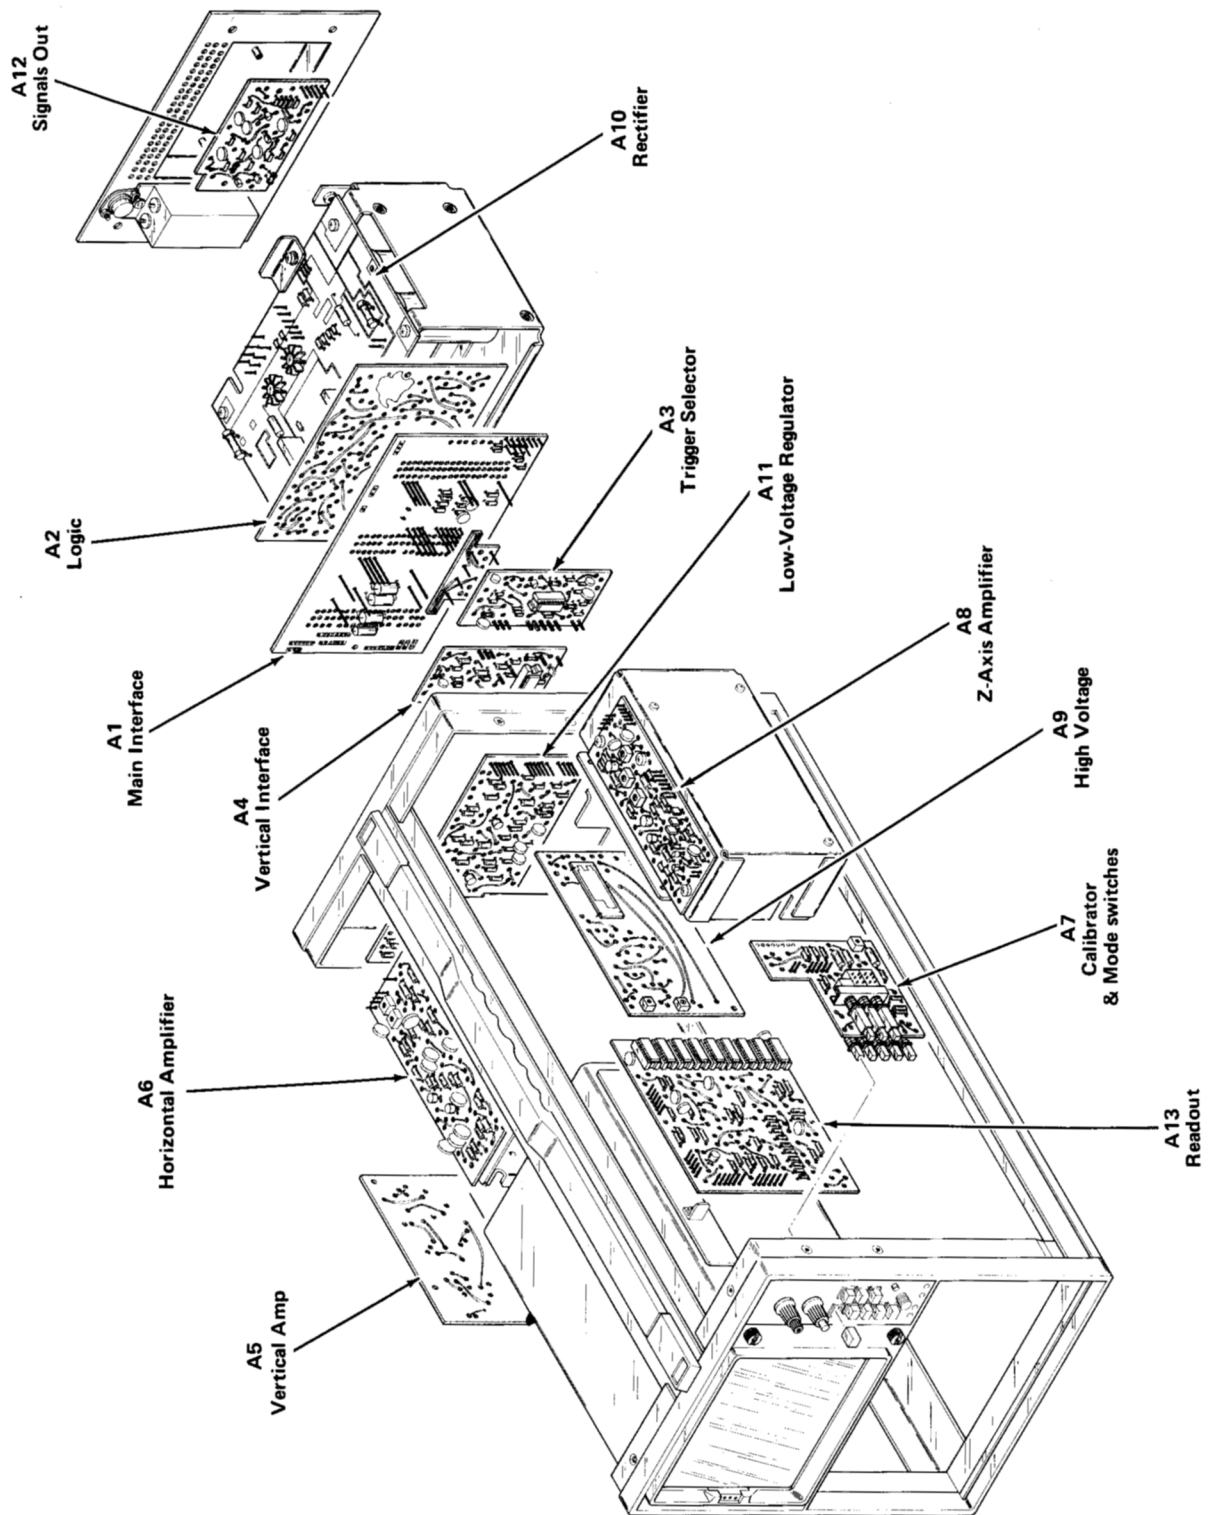 A12
Signals Out
A10
Rectifier
A2
Logic
A3
Trigger Selector
A11
Low-Voltage Regulator
A1
Main Interface
A4
Vertical Interface
A8
Z-Axis Amplifier
A9
High Voltage
A6
Horizontal Amplifier
A7
Calibrator
& Mode switches
A5
Vertical Amp
A13
Readout